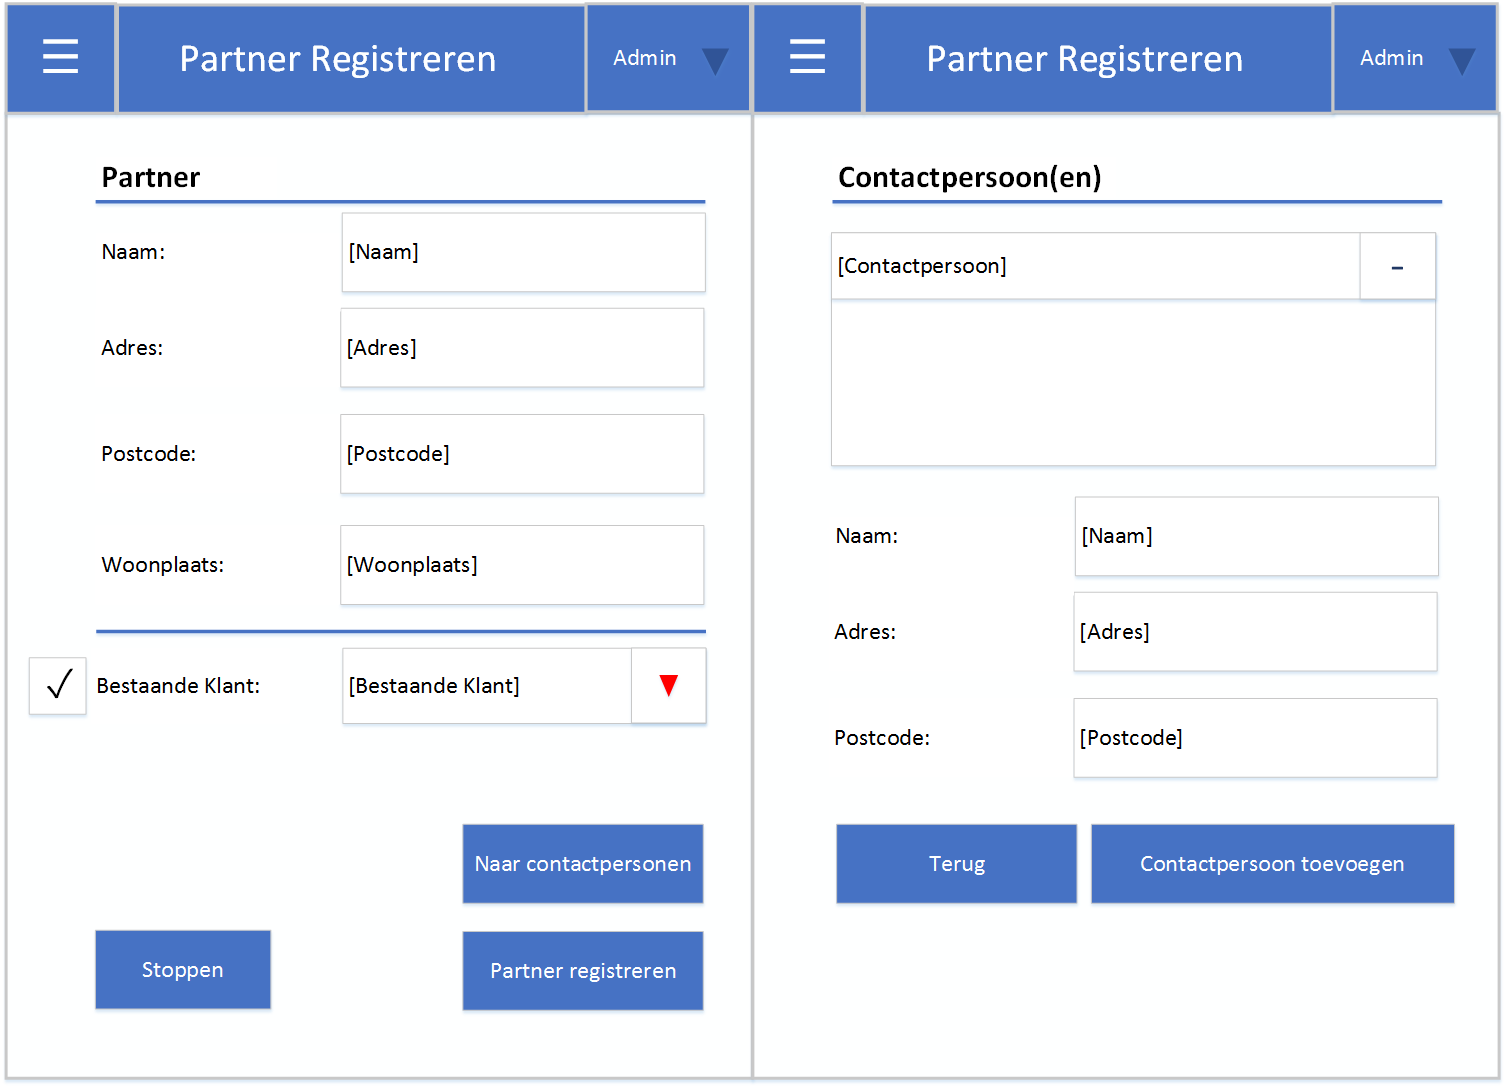 Partner Registreren
Admin
Partner
Naam:
[Naam]
Adres:
[Adres]
Postcode:
[Postcode]
Woonplaats:
[Woonplaats]
Bestaande Klant:
[Bestaande Klant]
Naar contactpersonen
Stoppen
Partner registreren
Partner Registreren
Admin
Contactpersoon(en)
[Contactpersoon]
-
Naam:
[Naam]
Adres:
[Adres]
Postcode:
[Postcode]
Terug
Contactpersoon toevoegen